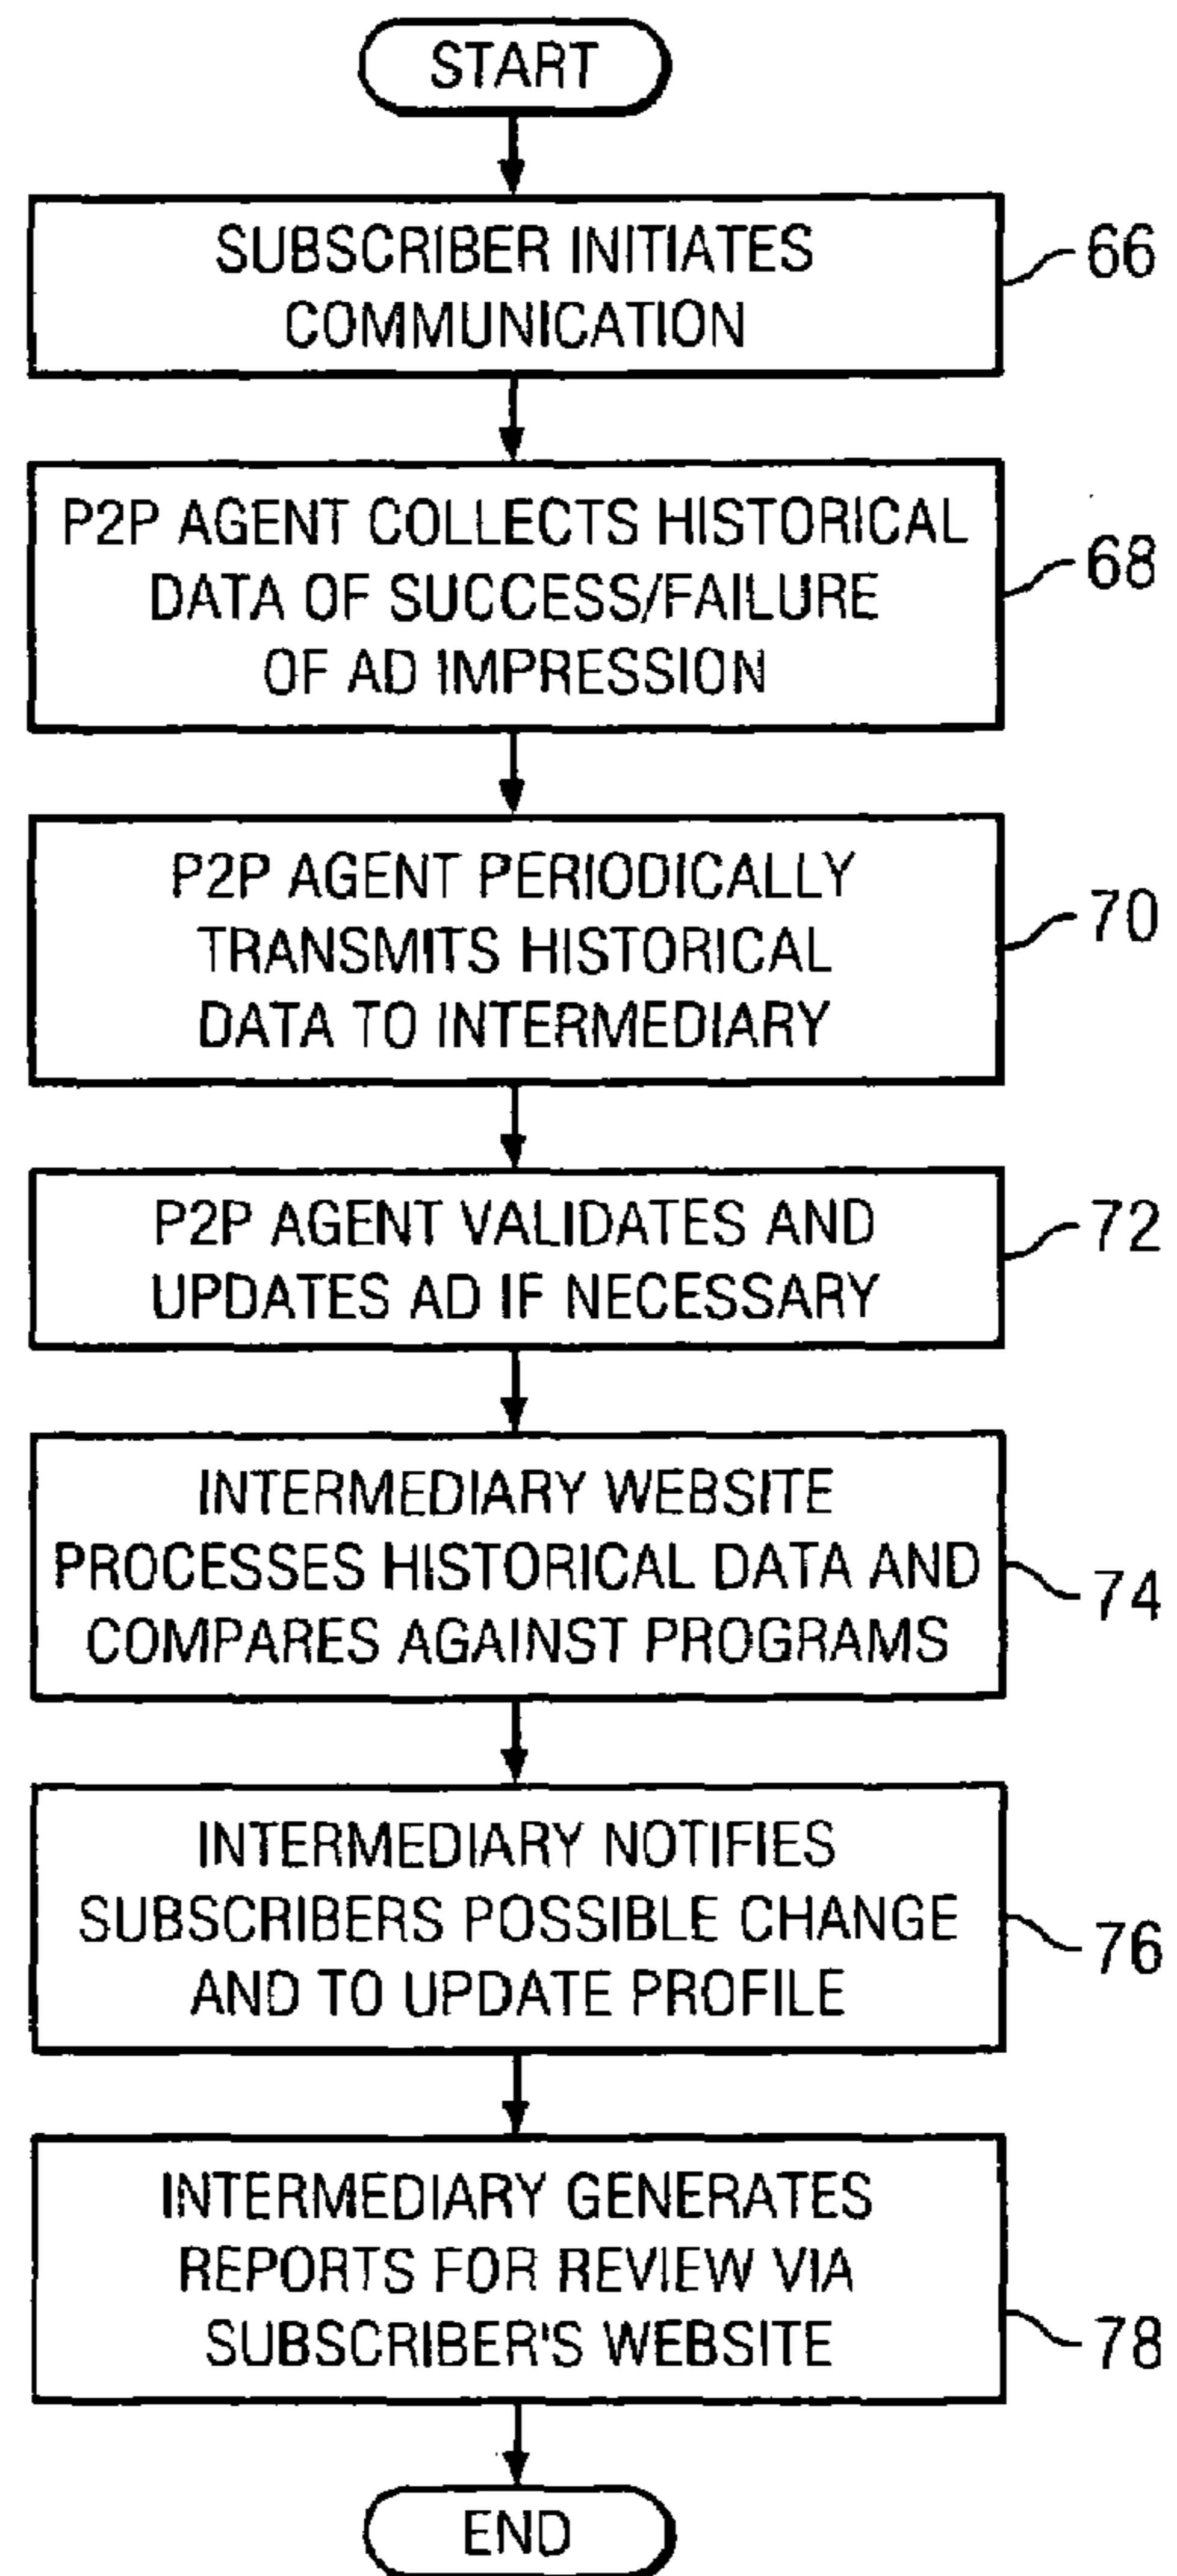 START
SUBSCRIBER INITIATES
COMMUNICATION
66
P2P AGENT COLLECTS HISTORICAL
DATA OF SUCCESS/FAILURE
OF AD IMPRESSION
68
P2P AGENT PERIODICALLY
TRANSMITS HISTORICAL
DATA TO INTERMEDIARY
70
P2P AGENT VALIDATES AND
UPDATES AD IF NECESSARY
72
INTERMEDIARY WEBSITE
PROCESSES HISTORICAL DATA AND
COMPARES AGAINST PROGRAMS
74
INTERMEDIARY NOTIFIES
SUBSCRIBERS POSSIBLE CHANGE
AND TO UPDATE PROFILE
76
INTERMEDIARY GENERATES
REPORTS FOR REVIEW VIA
SUBSCRIBER'S WEBSITE
78
END